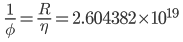 1/ϕ = R/η = 2.604382×10^19